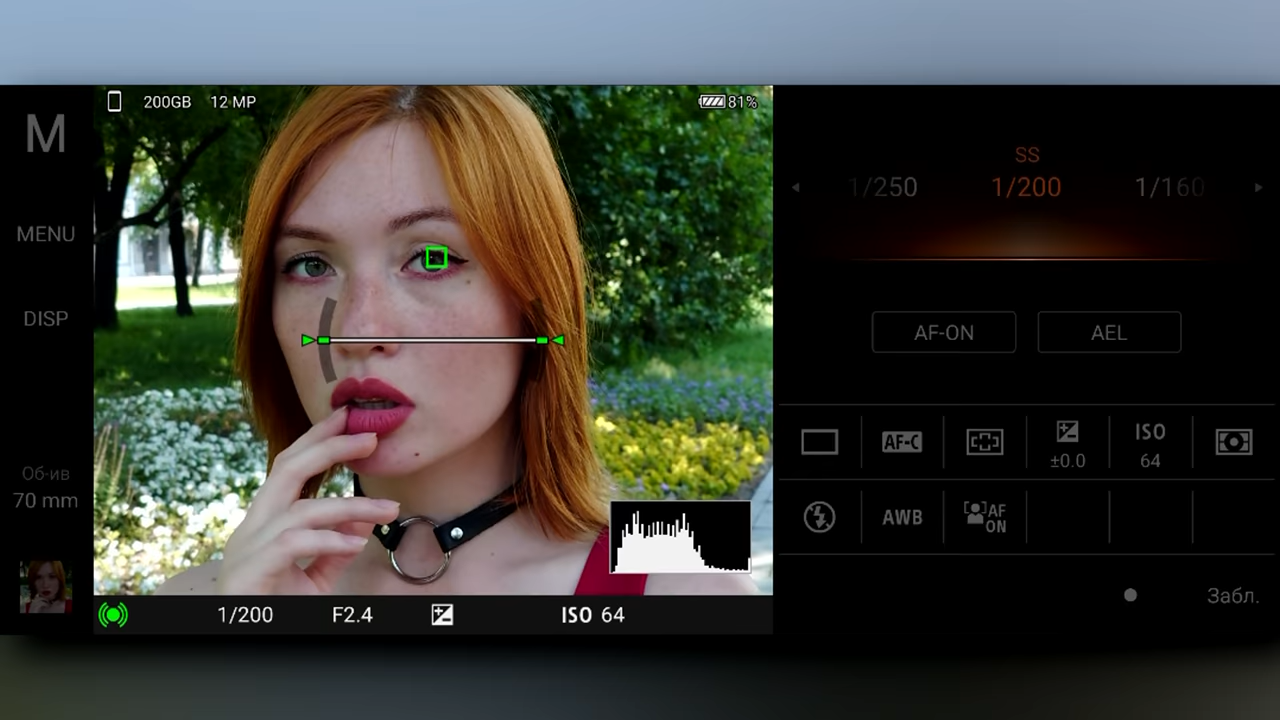 200GB 12 MP 81%
M
MENU
DISP
Об-ив
70 mm
SS
1/250 1/200 1/160
AF-ON AEL
AF-C ±0.0 ISO 64
AWB AF ON
Забл.
1/200 F2.4 ISO 64